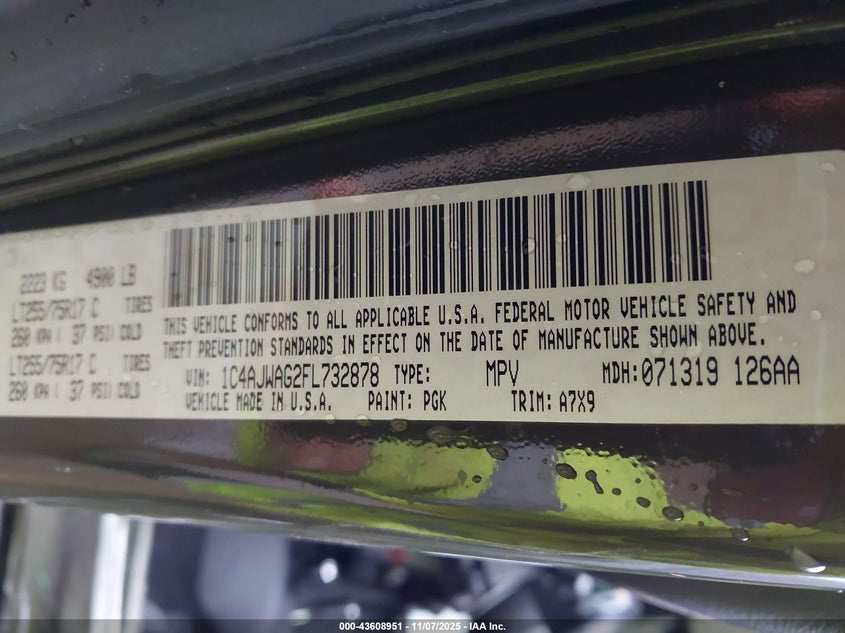 2223 KG 4900 LB
LT255/75R17 C TIRES
260 KPA ( 37 PSI) COLD
LT255/75R17 C TIRES
260 KPA ( 37 PSI) COLD
THIS VEHICLE CONFORMS TO ALL APPLICABLE U.S.A. FEDERAL MOTOR VEHICLE SAFETY AND
THEFT PREVENTION STANDARDS IN EFFECT ON THE DATE OF MANUFACTURE SHOWN ABOVE.
VIN: 1C4AJWAG2FL732878 TYPE: MPV MDH:071319 126AA
VEHICLE MADE IN U.S.A. PAINT: PGK TRIM: A7X9
000-43608951 - 11/07/2025 - IAA Inc.